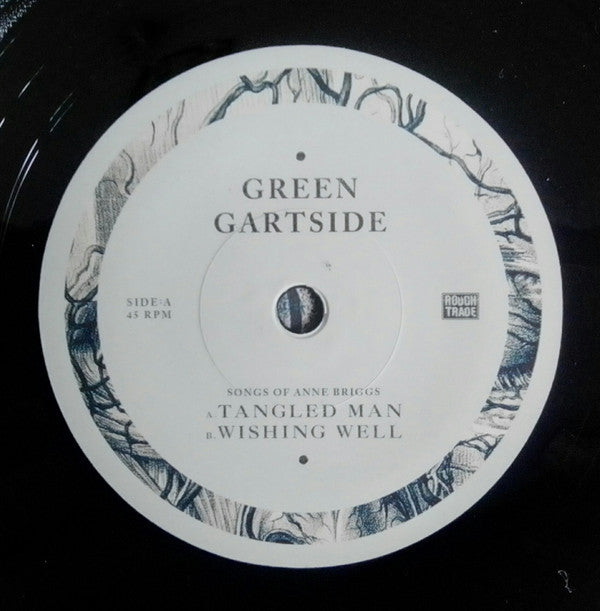 GREEN
GARTSIDE
SIDE:A
45 RPM
ROUGH
TRADE
SONGS OF ANNE BRIGGS
A. TANGLED MAN
B. WISHING WELL